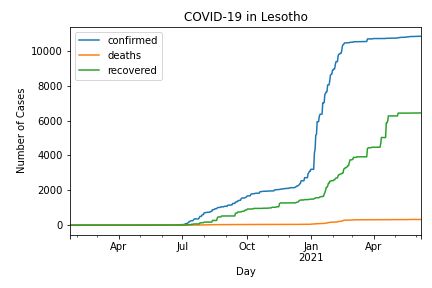 COVID-19 in Lesotho
confirmed
deaths
recovered
Number of Cases
10000
8000
6000
4000
2000
0
Apr Jul Oct Jan Apr
2021
Day